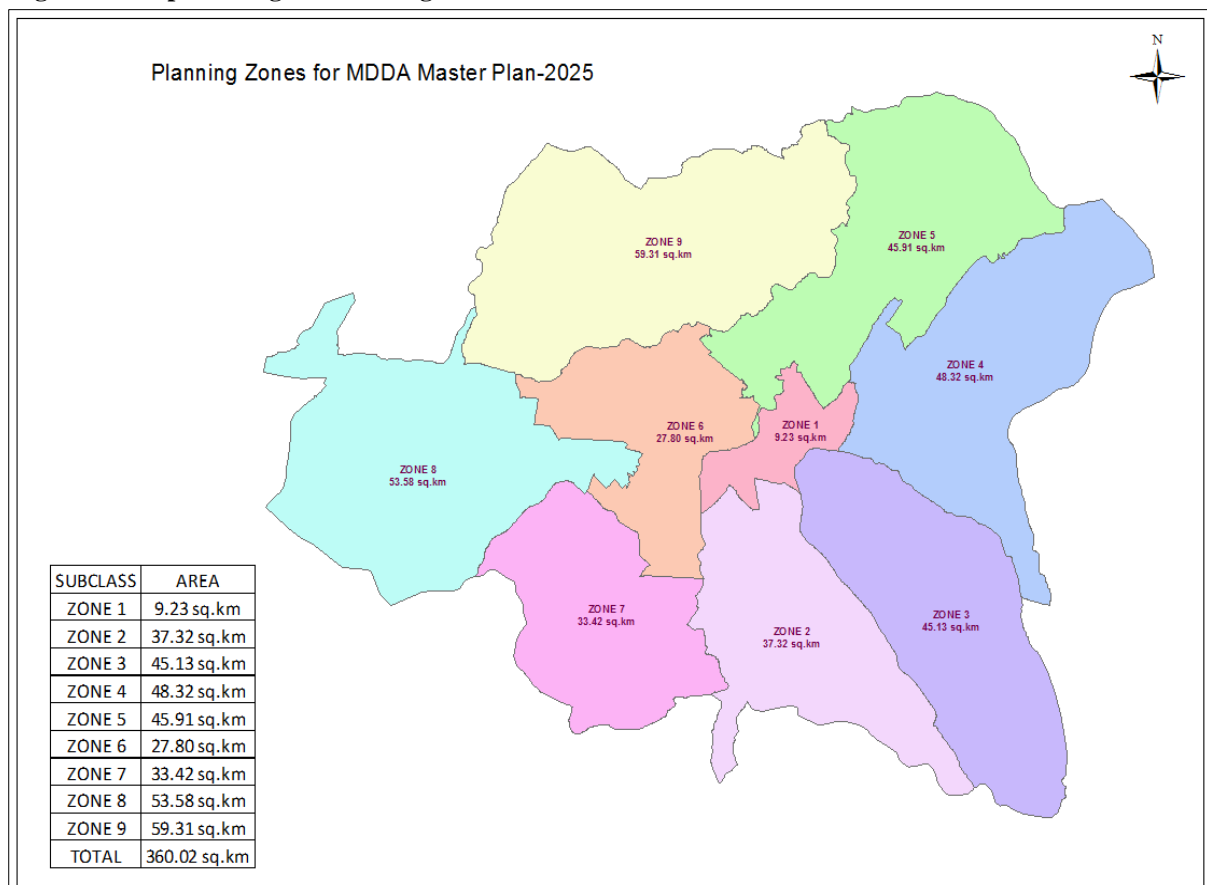 N
Planning Zones for MDDA Master Plan-2025
ZONE 9
59.31 sq.km
ZONE 5
45.91 sq.km
ZONE 4
48.32 sq.km
ZONE 6
27.80 sq.km
ZONE 1
9.23 sq.km
ZONE 8
53.58 sq.km
ZONE 7
33.42 sq.km
ZONE 2
37.32 sq.km
ZONE 3
45.13 sq.km
SUBCLASS AREA
ZONE 1 9.23 sq.km
ZONE 2 37.32 sq.km
ZONE 3 45.13 sq.km
ZONE 4 48.32 sq.km
ZONE 5 45.91 sq.km
ZONE 6 27.80 sq.km
ZONE 7 33.42 sq.km
ZONE 8 53.58 sq.km
ZONE 9 59.31 sq.km
TOTAL 360.02 sq.km